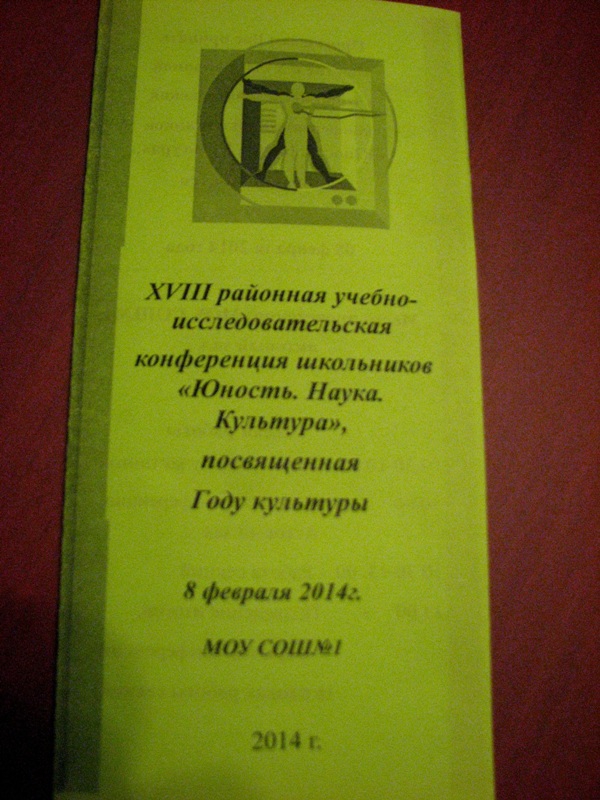 XVIII районная учебно-
исследовательская
конференция школьников
«Юность. Наука.
Культура»,
посвященная
Году культуры
8 февраля 2014г.
МОУ СОШ№1
2014 г.